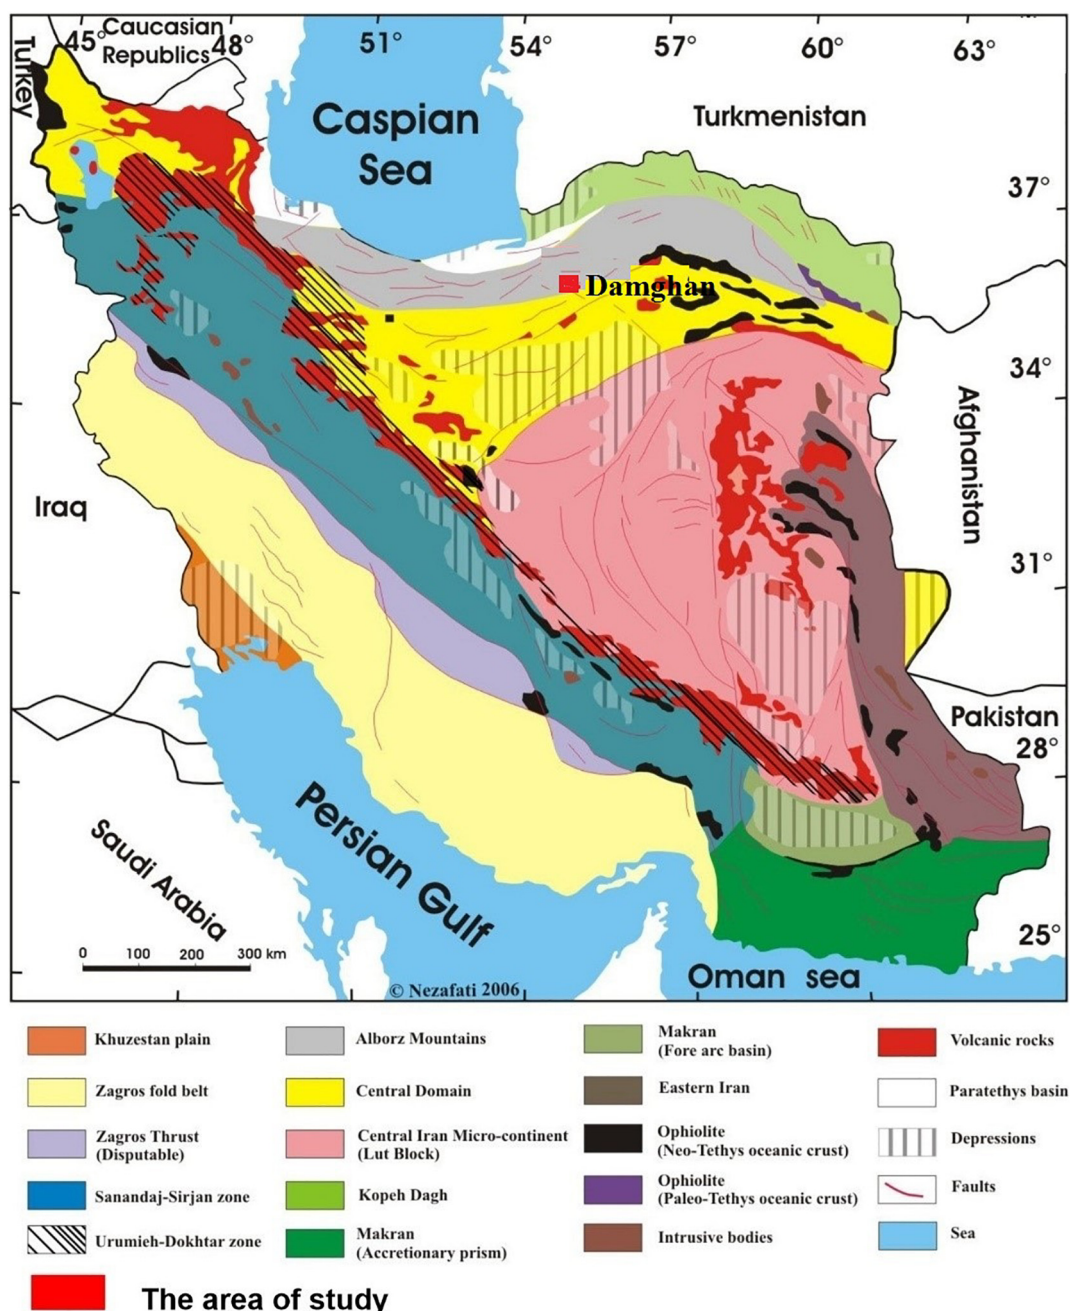 45°
48°
51°
54°
57°
60°
63°
Caucasian
Republics
Turkey
Caspian
Sea
Turkmenistan
37°
Damghan
34°
Afghanistan
Iraq
31°
Pakistan
28°
Persian Gulf
Saudi Arabia
25°
0 100 200 300 km
Oman sea
© Nezafati 2006
Khuzestan plain
Alborz Mountains
Makran
(Fore arc basin)
Volcanic rocks
Zagros fold belt
Central Domain
Eastern Iran
Paratethys basin
Zagros Thrust
(Disputable)
Central Iran Micro-continent
(Lut Block)
Ophiolite
(Neo-Tethys oceanic crust)
Depressions
Sanandaj-Sirjan zone
Kopeh Dagh
Ophiolite
(Paleo-Tethys oceanic crust)
Faults
Urumieh-Dokhtar zone
Makran
(Accretionary prism)
Intrusive bodies
Sea
The area of study